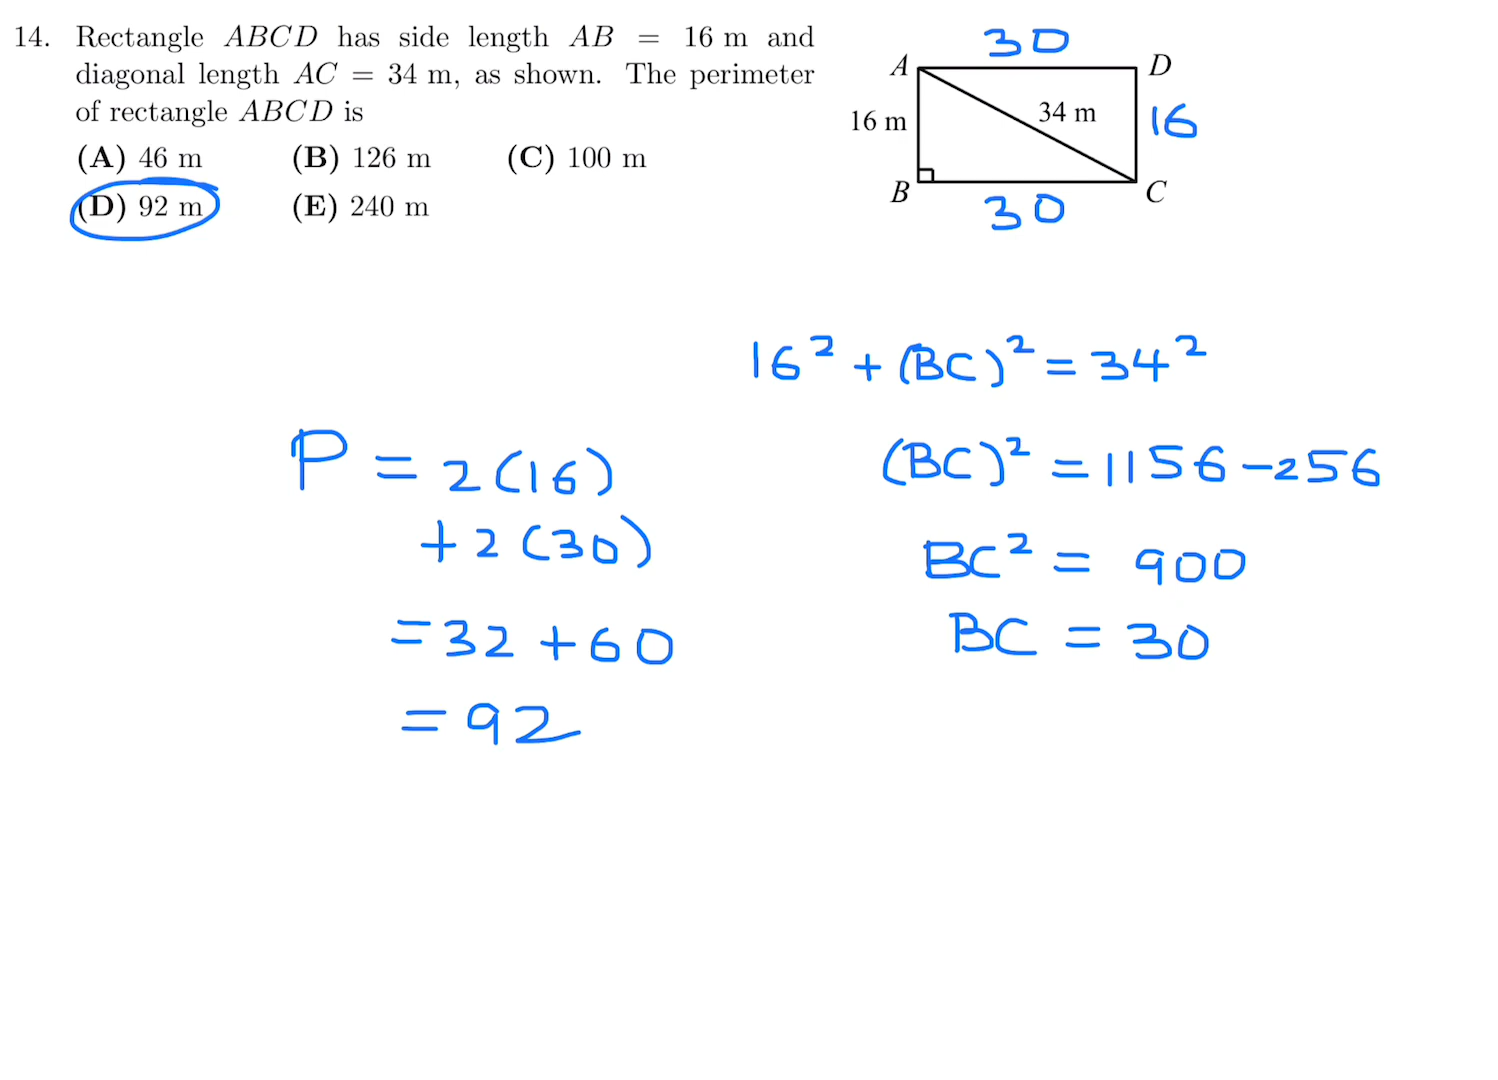 14. Rectangle ABCD has side length AB = 16 m and
diagonal length AC = 34 m, as shown. The perimeter
of rectangle ABCD is
(A) 46 m (B) 126 m (C) 100 m
(D) 92 m (E) 240 m
30
A D
16 m 34 m 16
B C
30
16² + (BC)² = 34²
(BC)² = 1156 - 256
BC² = 900
BC = 30
P = 2(16)
+ 2(30)
= 32 + 60
= 92